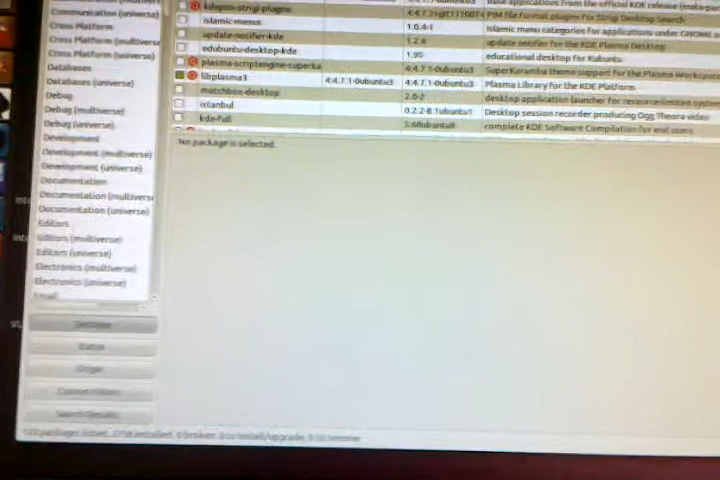 Communication (universe)
Cross Platform
Cross Platform (multiverse
Cross Platform (universe)
Databases
Databases (universe)
Debug
Debug (multiverse)
Debug (universe)
Development
Development (multiverse)
Development (universe)
Documentation
Documentation (multivers
Documentation (universe)
Editors
Editors (multiverse)
Editors (universe)
Electronics (multiverse)
Electronics (universe)
Email
Sections
Status
Origin
Custom Filters
Search Results
kdepim-strigi-plugins PIM file format plugins for Strigi Desktop Search
islamic-menus 1.0.4-1 Islamic menu categories for applications under GNOME
update-notifier-kde 1.2.4 update notifier for the KDE Plasma Desktop
edubuntu-desktop-kde 1.95 educational desktop for Kubuntu
plasma-scriptengine-superka 4:4.7.1-0ubuntu3 SuperKaramba theme support for the Plasma Workspa
libplasma3 4:4.7.1-0ubuntu3 4:4.7.1-0ubuntu3 Plasma Library for the KDE Platform
matchbox-desktop 2.0-2 desktop application launcher for resource-limited system
istanbul 0.2.2-8.1ubuntu1 Desktop session recorder producing Ogg Theora video
kde-full complete KDE Software Compilation for end users
No package is selected.